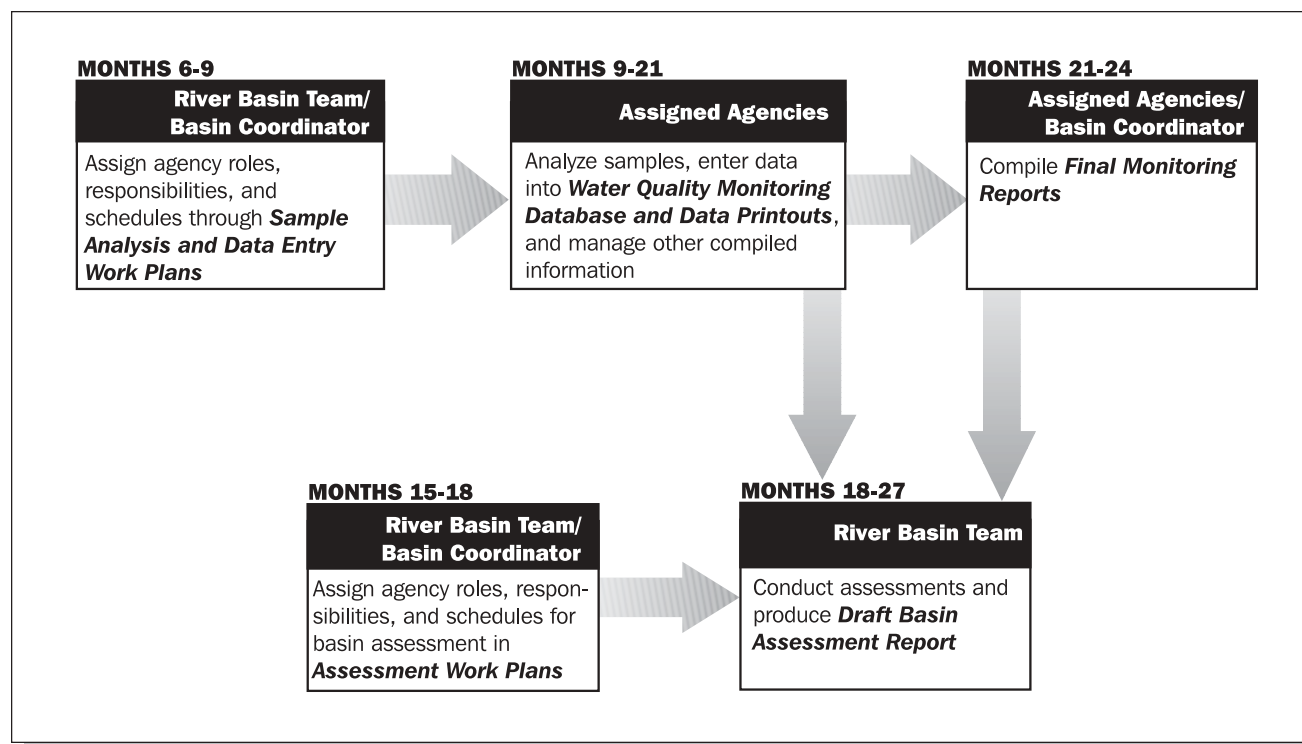 MONTHS 6-9
River Basin Team/
Basin Coordinator
Assign agency roles,
responsibilities, and
schedules through Sample
Analysis and Data Entry
Work Plans
MONTHS 9-21
Assigned Agencies
Analyze samples, enter data
into Water Quality Monitoring
Database and Data Printouts,
and manage other compiled
information
MONTHS 21-24
Assigned Agencies/
Basin Coordinator
Compile Final Monitoring
Reports
MONTHS 15-18
River Basin Team/
Basin Coordinator
Assign agency roles, respon-
sibilities, and schedules for
basin assessment in
Assessment Work Plans
MONTHS 18-27
River Basin Team
Conduct assessments and
produce Draft Basin
Assessment Report